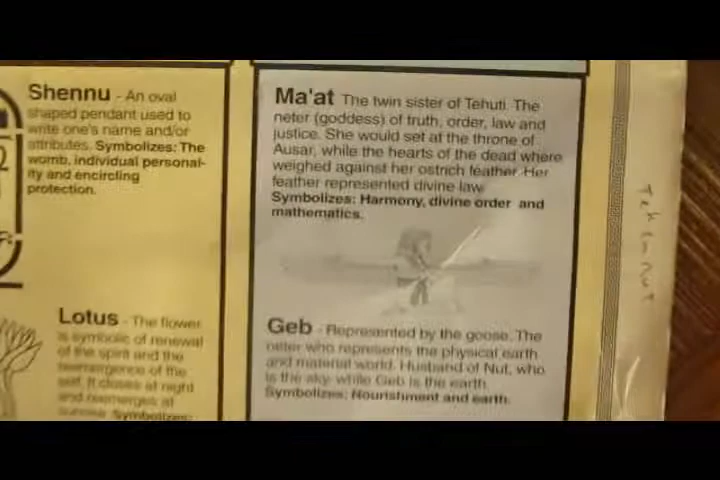 Shennu - An oval
shaped pendant used to
write one's name and/or
attributes. Symbolizes: The
womb, individual personal-
ity and encircling
protection.
Lotus - The flower
is symbolic of renewal
of the spirit and the
reemergence of the
self. It closes at night
and reemerges at
sunrise. Symbolizes:
Ma'at The twin sister of Tehuti. The
neter (goddess) of truth, order, law and
justice. She would set at the throne of
Ausar, while the hearts of the dead where
weighed against her ostrich feather. Her
feather represented divine law.
Symbolizes: Harmony, divine order and
mathematics.
Geb - Represented by the goose. The
neter who represents the physical earth
and material world. Husband of Nut, who
is the sky while Geb is the earth.
Symbolizes: Nourishment and earth.